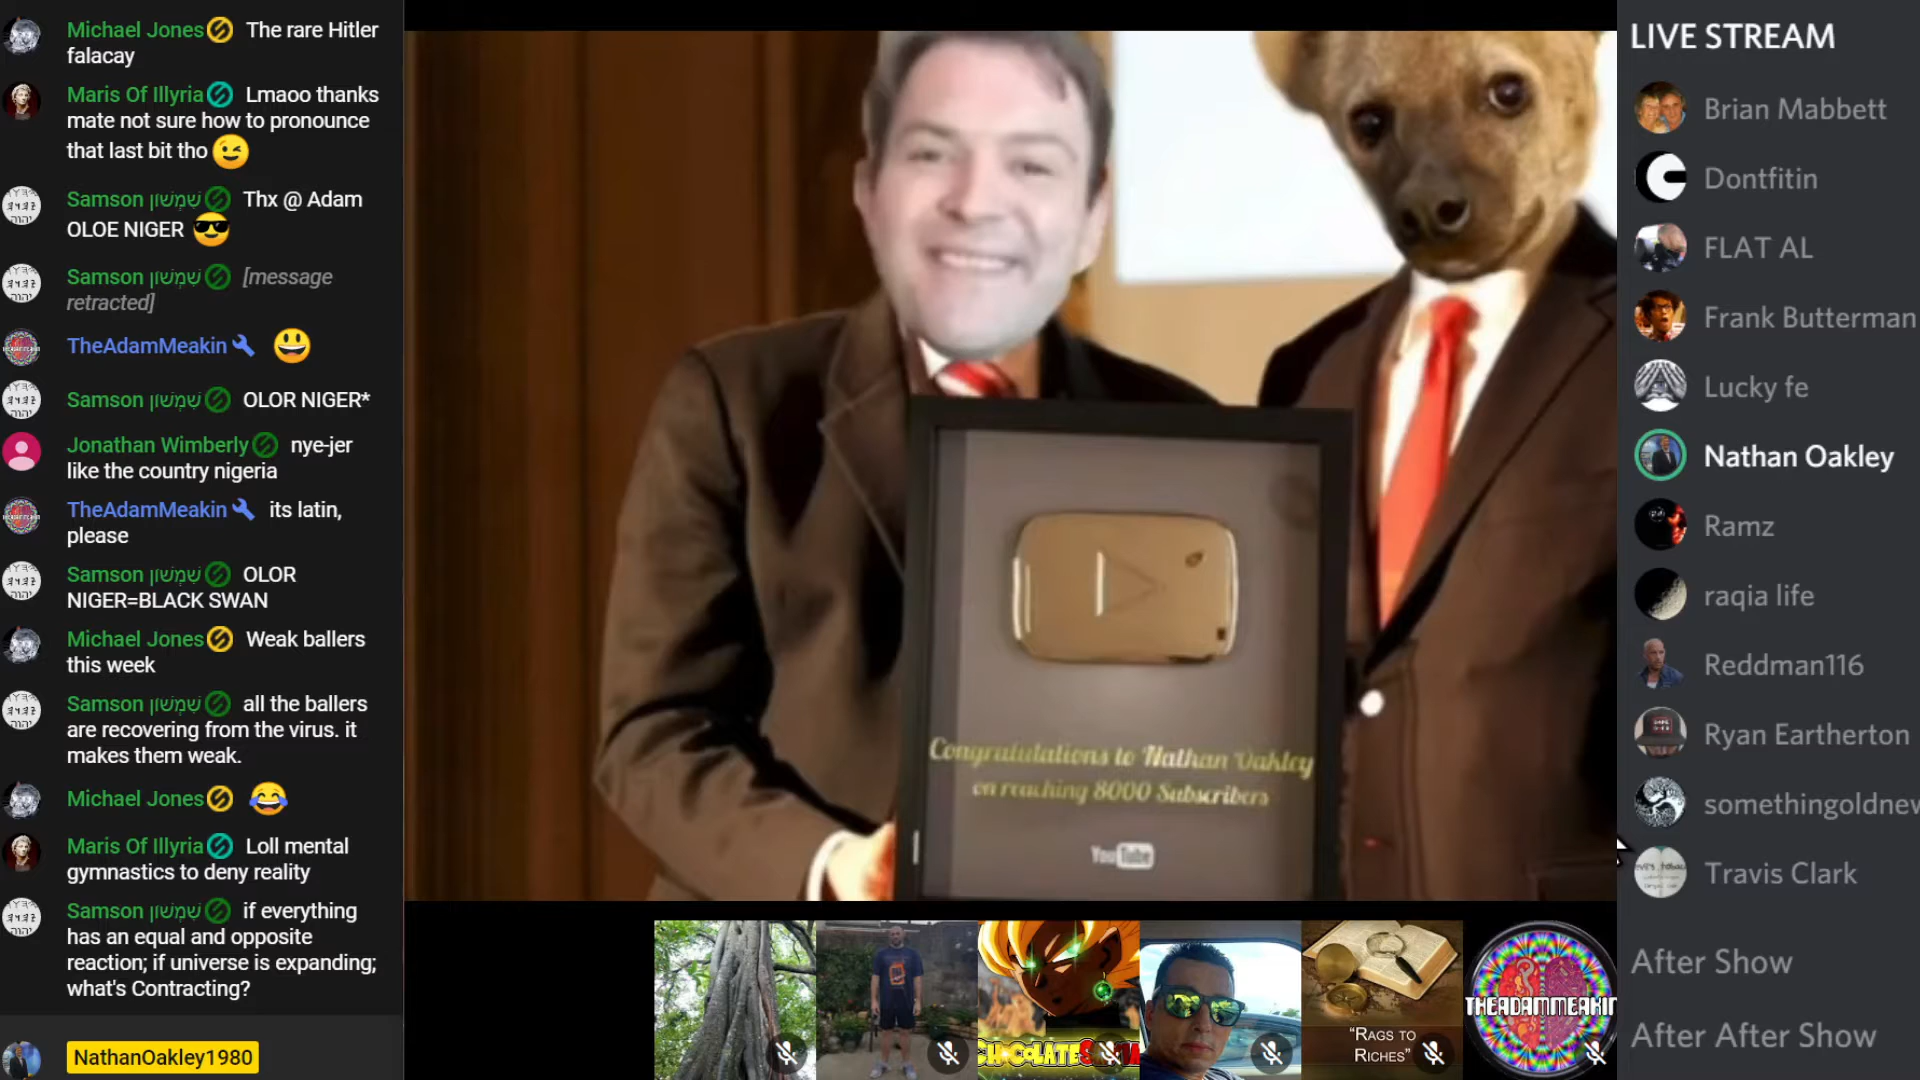 Michael Jones The rare Hitler
falacay
Maris Of Illyria Lmaoo thanks
mate not sure how to pronounce
that last bit tho
Samson שִׁמְשׁוֹן Thx @ Adam
OLOE NIGER
Samson שִׁמְשׁוֹן [message
retracted]
TheAdamMeakin
Samson שִׁמְשׁוֹן OLOR NIGER*
Jonathan Wimberly nye-jer
like the country nigeria
TheAdamMeakin its latin,
please
Samson שִׁמְשׁוֹן OLOR
NIGER=BLACK SWAN
Michael Jones Weak ballers
this week
Samson שִׁמְשׁוֹן all the ballers
are recovering from the virus. it
makes them weak.
Michael Jones
Maris Of Illyria Loll mental
gymnastics to deny reality
Samson שִׁמְשׁוֹן if everything
has an equal and opposite
reaction; if universe is expanding;
what's Contracting?
NathanOakley1980
Congratulations to Nathan Oakley
on reaching 8000 Subscribers
YouTube
"RAGS TO
RICHES"
THEADAMMEAKIN
LIVE STREAM
Brian Mabbett
Dontfitin
FLAT AL
Frank Butterman
Lucky fe
Nathan Oakley
Ramz
raqia life
Reddman116
Ryan Eartherton
somethingoldnew
Travis Clark
After Show
After After Show